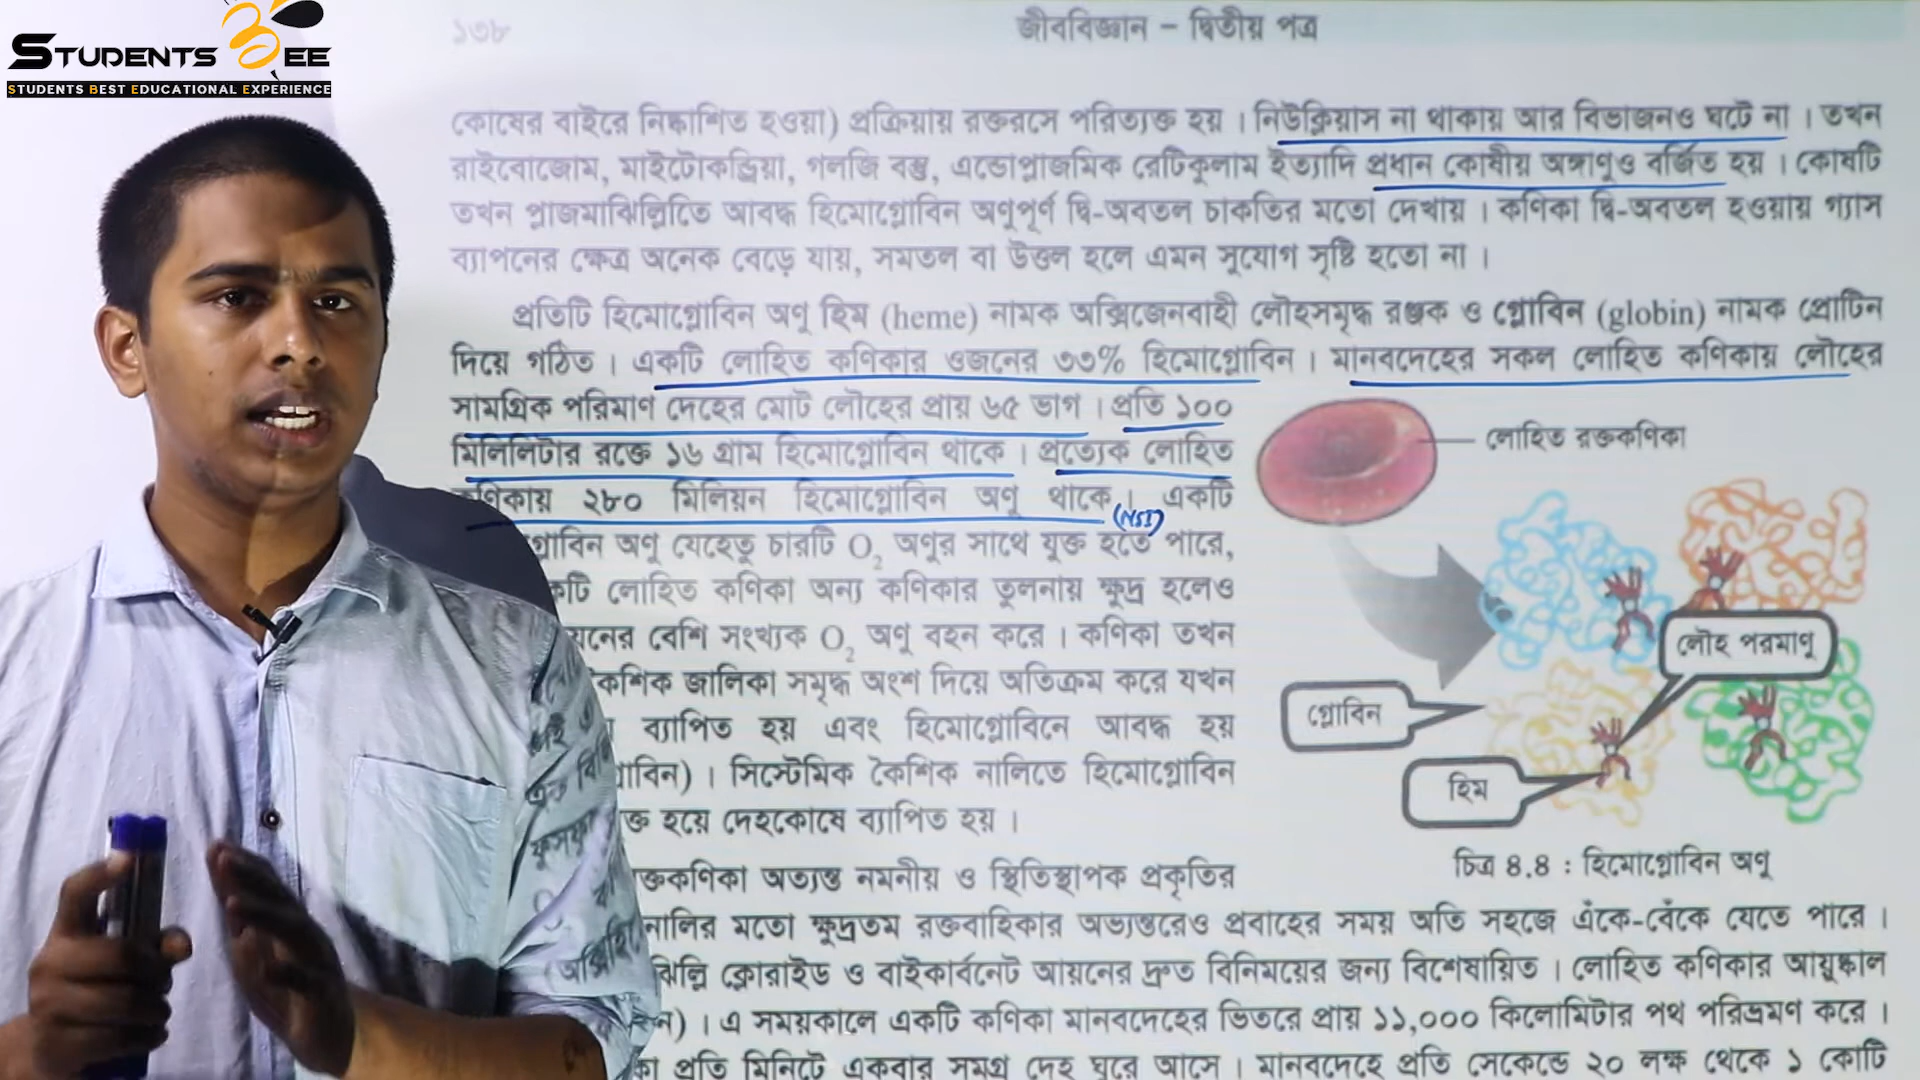 STUDENTS BEE
STUDENTS BEST EDUCATIONAL EXPERIENCE
১৩৮
জীববিজ্ঞান – দ্বিতীয় পত্র
কোষের বাইরে নিষ্কাশিত হওয়া) প্রক্রিয়ায় রক্তরসে পরিত্যক্ত হয় । নিউক্লিয়াস না থাকায় আর বিভাজনও ঘটে না । তখন
রাইবোজোম, মাইটোকন্ড্রিয়া, গলজি বস্তু, এন্ডোপ্লাজমিক রেটিকুলাম ইত্যাদি প্রধান কোষীয় অঙ্গাণুও বর্জিত হয় । কোষটি
তখন প্লাজমাঝিল্লিতে আবদ্ধ হিমোগ্লোবিন অণুপূর্ণ দ্বি-অবতল চাকতির মতো দেখায় । কণিকা দ্বি-অবতল হওয়ায় গ্যাস
ব্যাপনের ক্ষেত্র অনেক বেড়ে যায়, সমতল বা উত্তল হলে এমন সুযোগ সৃষ্টি হতো না ।
প্রতিটি হিমোগ্লোবিন অণু হিম (heme) নামক অক্সিজেনবাহী লৌহসমৃদ্ধ রঞ্জক ও গ্লোবিন (globin) নামক প্রোটিন
দিয়ে গঠিত । একটি লোহিত কণিকার ওজনের ৩৩% হিমোগ্লোবিন । মানবদেহের সকল লোহিত কণিকায় লৌহের
সামগ্রিক পরিমাণ দেহের মোট লৌহের প্রায় ৬৫ ভাগ । প্রতি ১০০
মিলিলিটার রক্তে ১৬ গ্রাম হিমোগ্লোবিন থাকে । প্রত্যেক লোহিত
কণিকায় ২৮০ মিলিয়ন হিমোগ্লোবিন অণু থাকে । একটি
গ্লোবিন অণু যেহেতু চারটি O₂ অণুর সাথে যুক্ত হতে পারে,
কটি লোহিত কণিকা অন্য কণিকার তুলনায় ক্ষুদ্র হলেও
য়নের বেশি সংখ্যক O₂ অণু বহন করে । কণিকা তখন
কৈশিক জালিকা সমৃদ্ধ অংশ দিয়ে অতিক্রম করে যখন
ব্যাপিত হয় এবং হিমোগ্লোবিনে আবদ্ধ হয়
গ্লোবিন) । সিস্টেমিক কৈশিক নালিতে হিমোগ্লোবিন
ক্ত হয়ে দেহকোষে ব্যাপিত হয় ।
ক্তকণিকা অত্যন্ত নমনীয় ও স্থিতিস্থাপক প্রকৃতির
নালির মতো ক্ষুদ্রতম রক্তবাহিকার অভ্যন্তরেও প্রবাহের সময় অতি সহজে এঁকে-বেঁকে যেতে পারে ।
ঝিল্লি ক্লোরাইড ও বাইকার্বনেট আয়নের দ্রুত বিনিময়ের জন্য বিশেষায়িত । লোহিত কণিকার আয়ুষ্কাল
ন) । এ সময়কালে একটি কণিকা মানবদেহের ভিতরে প্রায় ১১,০০০ কিলোমিটার পথ পরিভ্রমণ করে ।
কা প্রতি মিনিটে একবার সমগ্র দেহ ঘুরে আসে । মানবদেহে প্রতি সেকেন্ডে ২০ লক্ষ থেকে ১ কোটি
লোহিত রক্তকণিকা
লৌহ পরমাণু
গ্লোবিন
হিম
চিত্র ৪.৪ : হিমোগ্লোবিন অণু